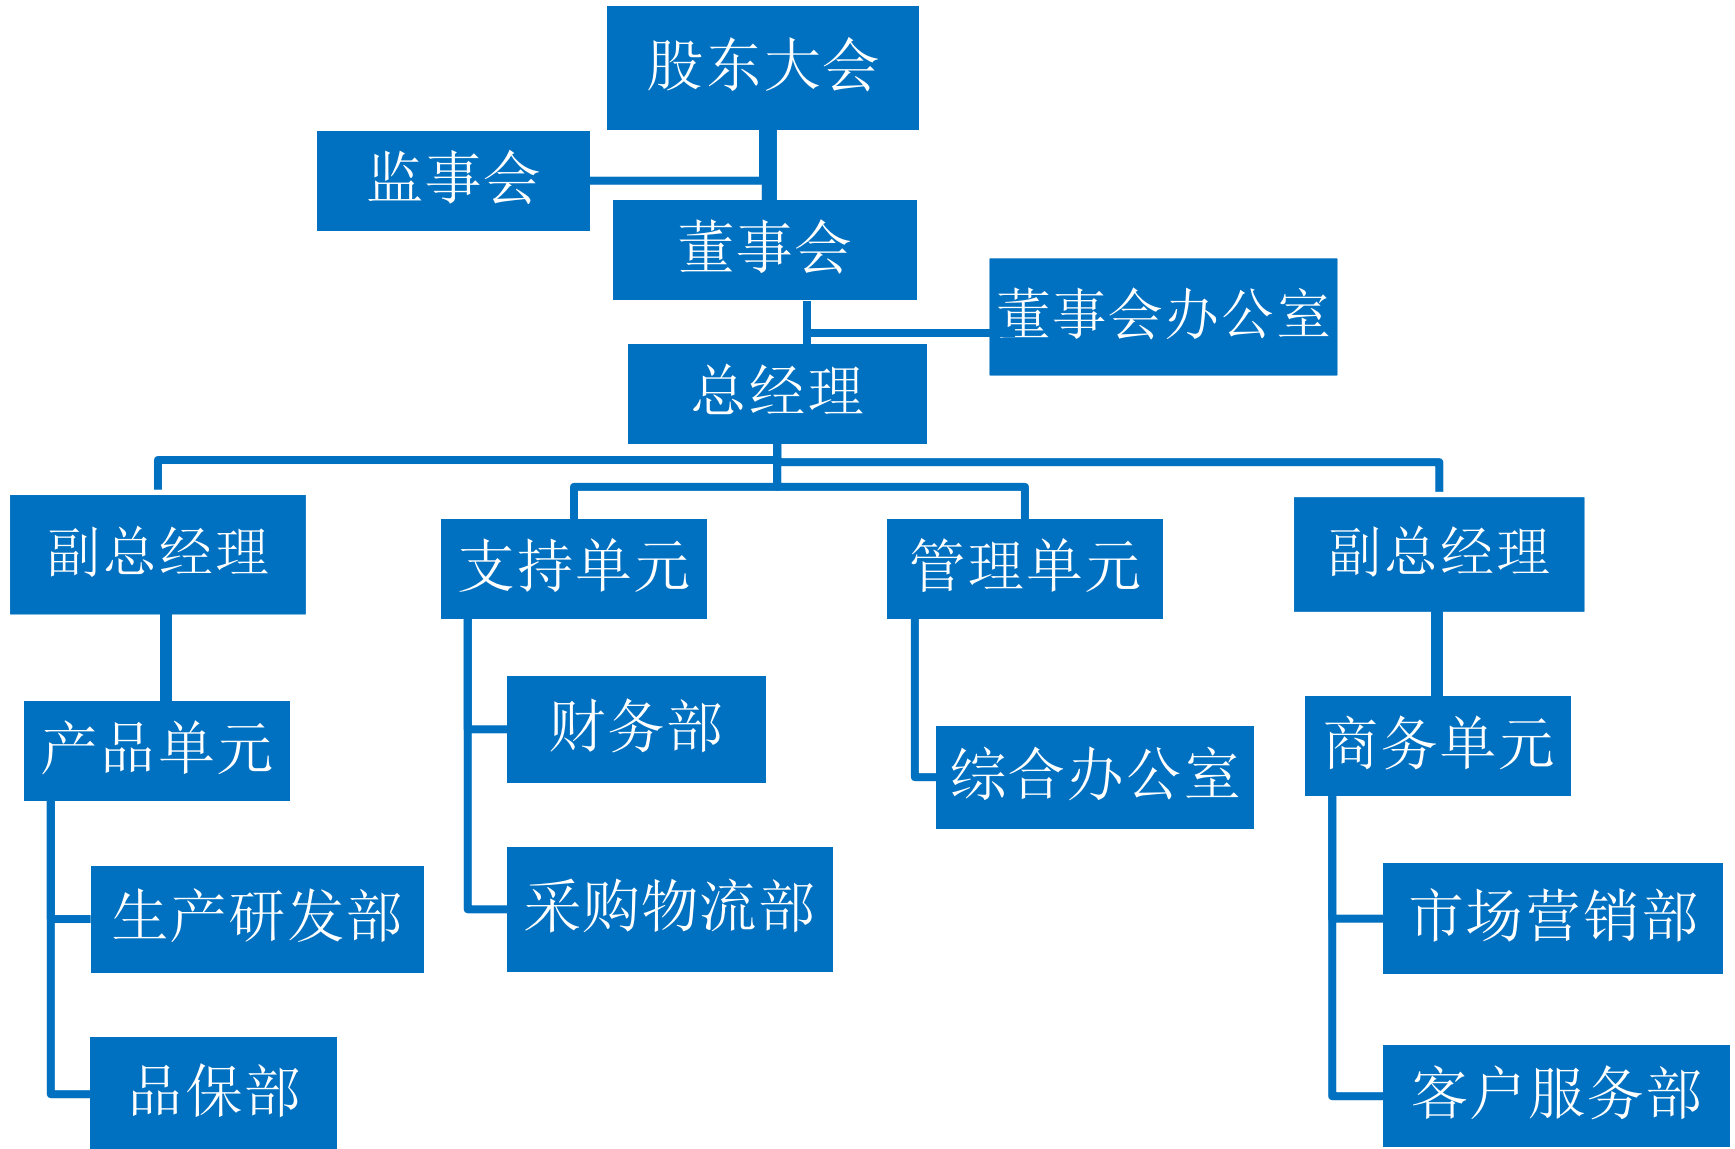 股东大会
监事会
董事会
董事会办公室
总经理
副总经理
支持单元
管理单元
副总经理
产品单元
财务部
综合办公室
商务单元
生产研发部
采购物流部
市场营销部
品保部
客户服务部